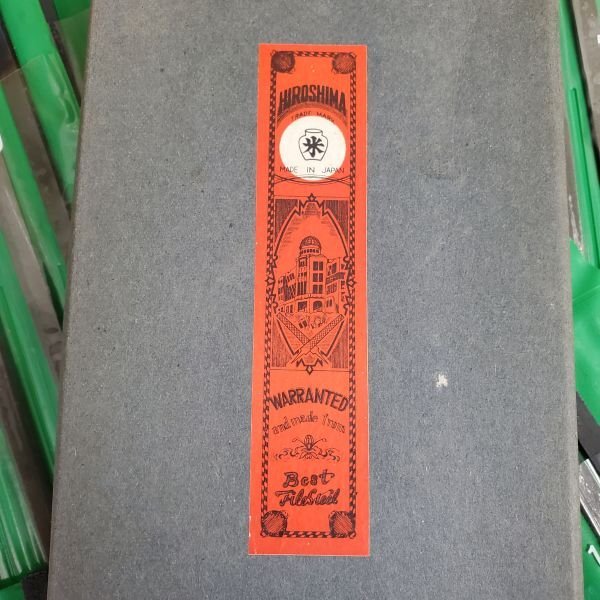 HIROSHIMA
TRADE MARK
米
MADE IN JAPAN
WARRANTED
and made from
Best
File Steel